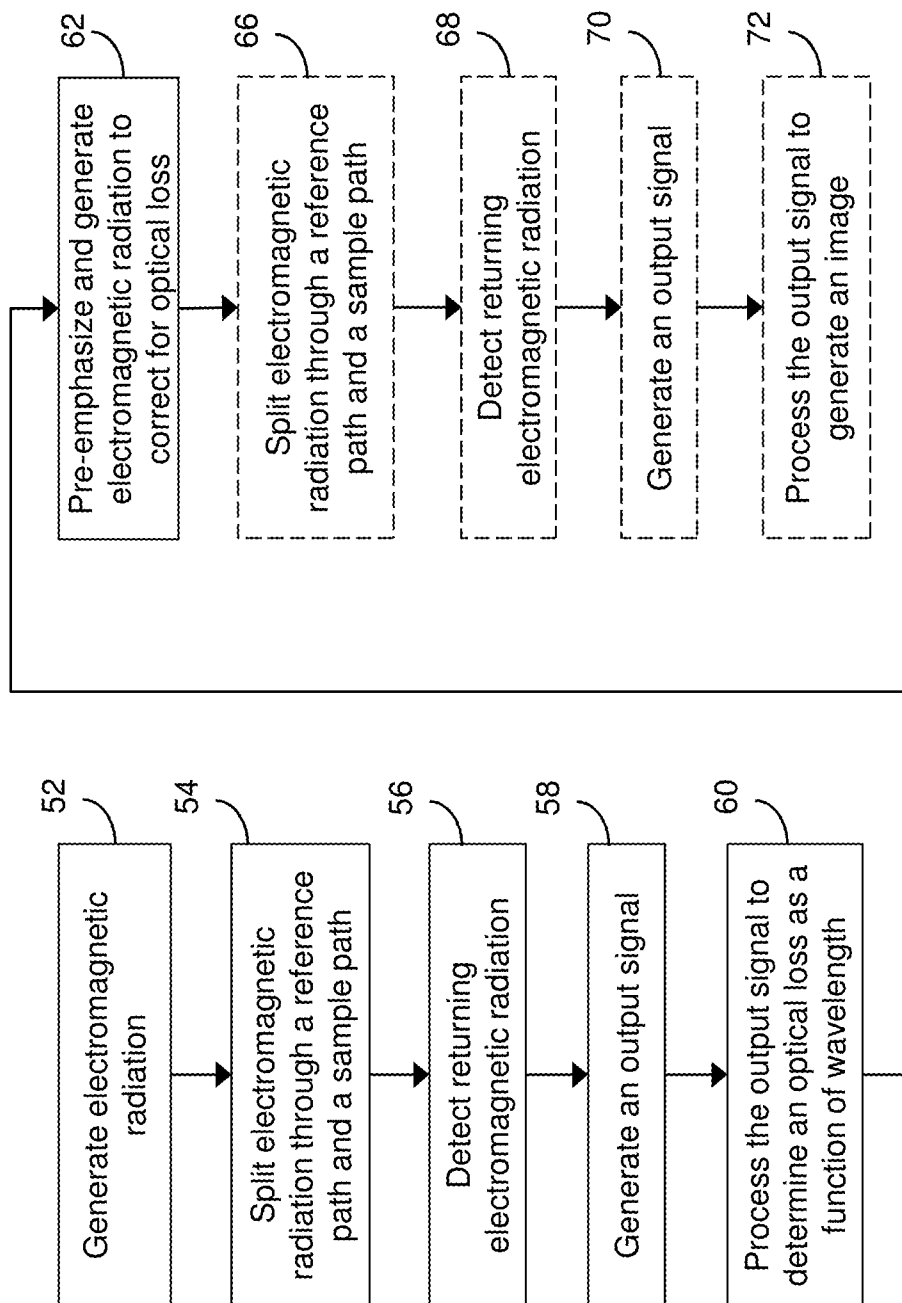 52
Generate electromagnetic
radiation
54
Split electromagnetic
radiation through a reference
path and a sample path
56
Detect returning
electromagnetic radiation
58
Generate an output signal
60
Process the output signal to
determine an optical loss as a
function of wavelength
62
Pre-emphasize and generate
electromagnetic radiation to
correct for optical loss
66
Split electromagnetic
radiation through a reference
path and a sample path
68
Detect returning
electromagnetic radiation
70
Generate an output signal
72
Process the output signal to
generate an image